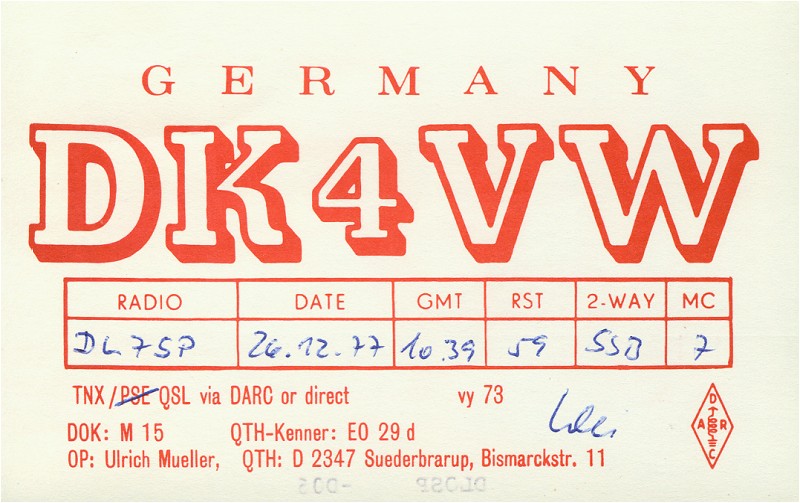 GERMANY
DK4VW
RADIO DATE GMT RST 2-WAY MC
DL7SP 26.12.77 10.39 59 SSB 7
TNX/PSE QSL via DARC or direct vy 73
DOK: M 15 QTH-Kenner: EO 29 d
OP: Ulrich Mueller, QTH: D 2347 Suederbrarup, Bismarckstr. 11
D
A R
C